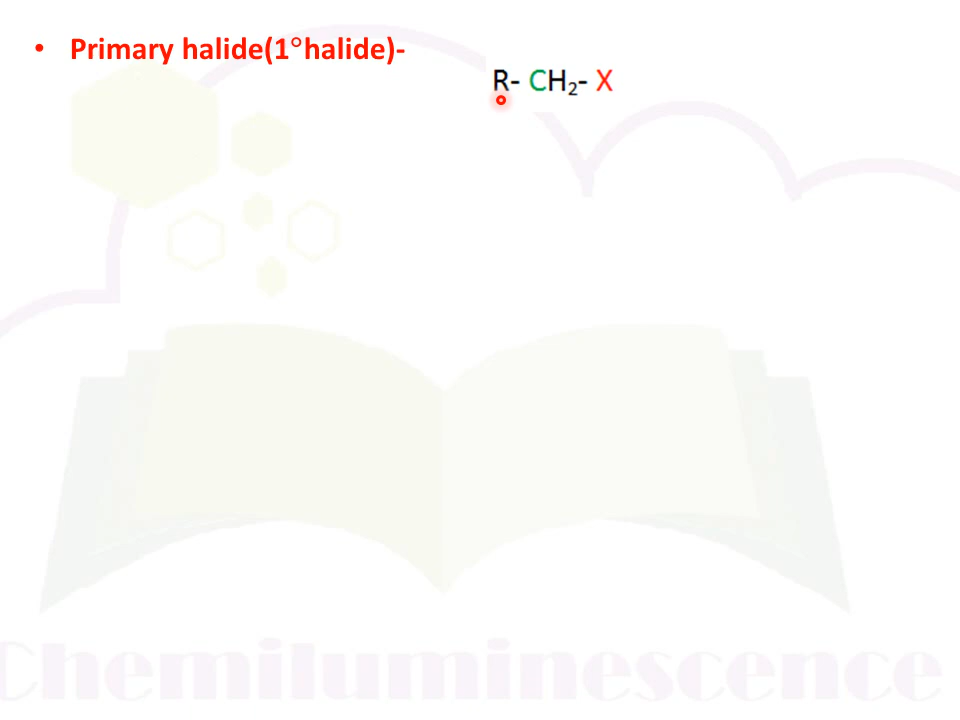 • Primary halide(1°halide)-
R- CH₂- X
Chemiluminescence